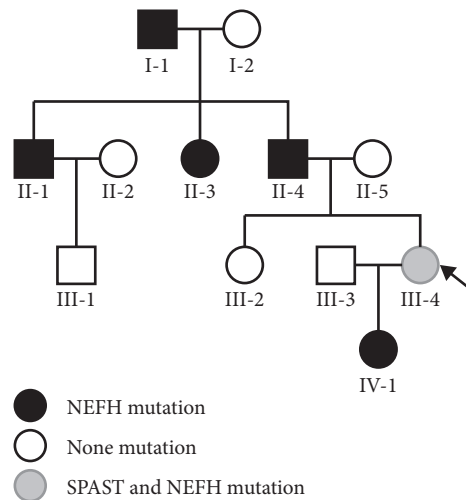 I-1 I-2
II-1 II-2 II-3 II-4 II-5
III-1 III-2 III-3 III-4
IV-1
NEFH mutation
None mutation
SPAST and NEFH mutation